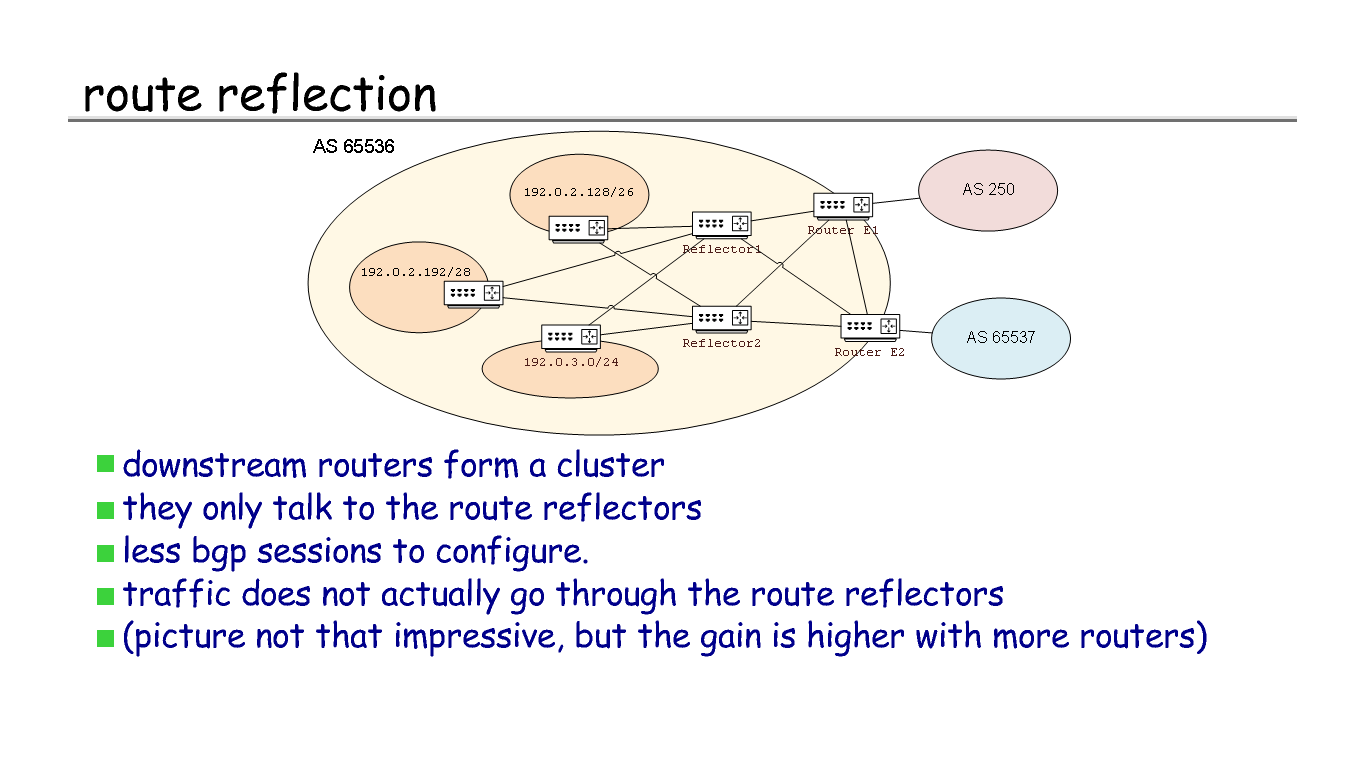 route reflection
AS 65536
192.0.2.128/26
AS 250
Router E1
Reflector1
192.0.2.192/28
AS 65537
Reflector2
Router E2
192.0.3.0/24
downstream routers form a cluster
they only talk to the route reflectors
less bgp sessions to configure.
traffic does not actually go through the route reflectors
(picture not that impressive, but the gain is higher with more routers)